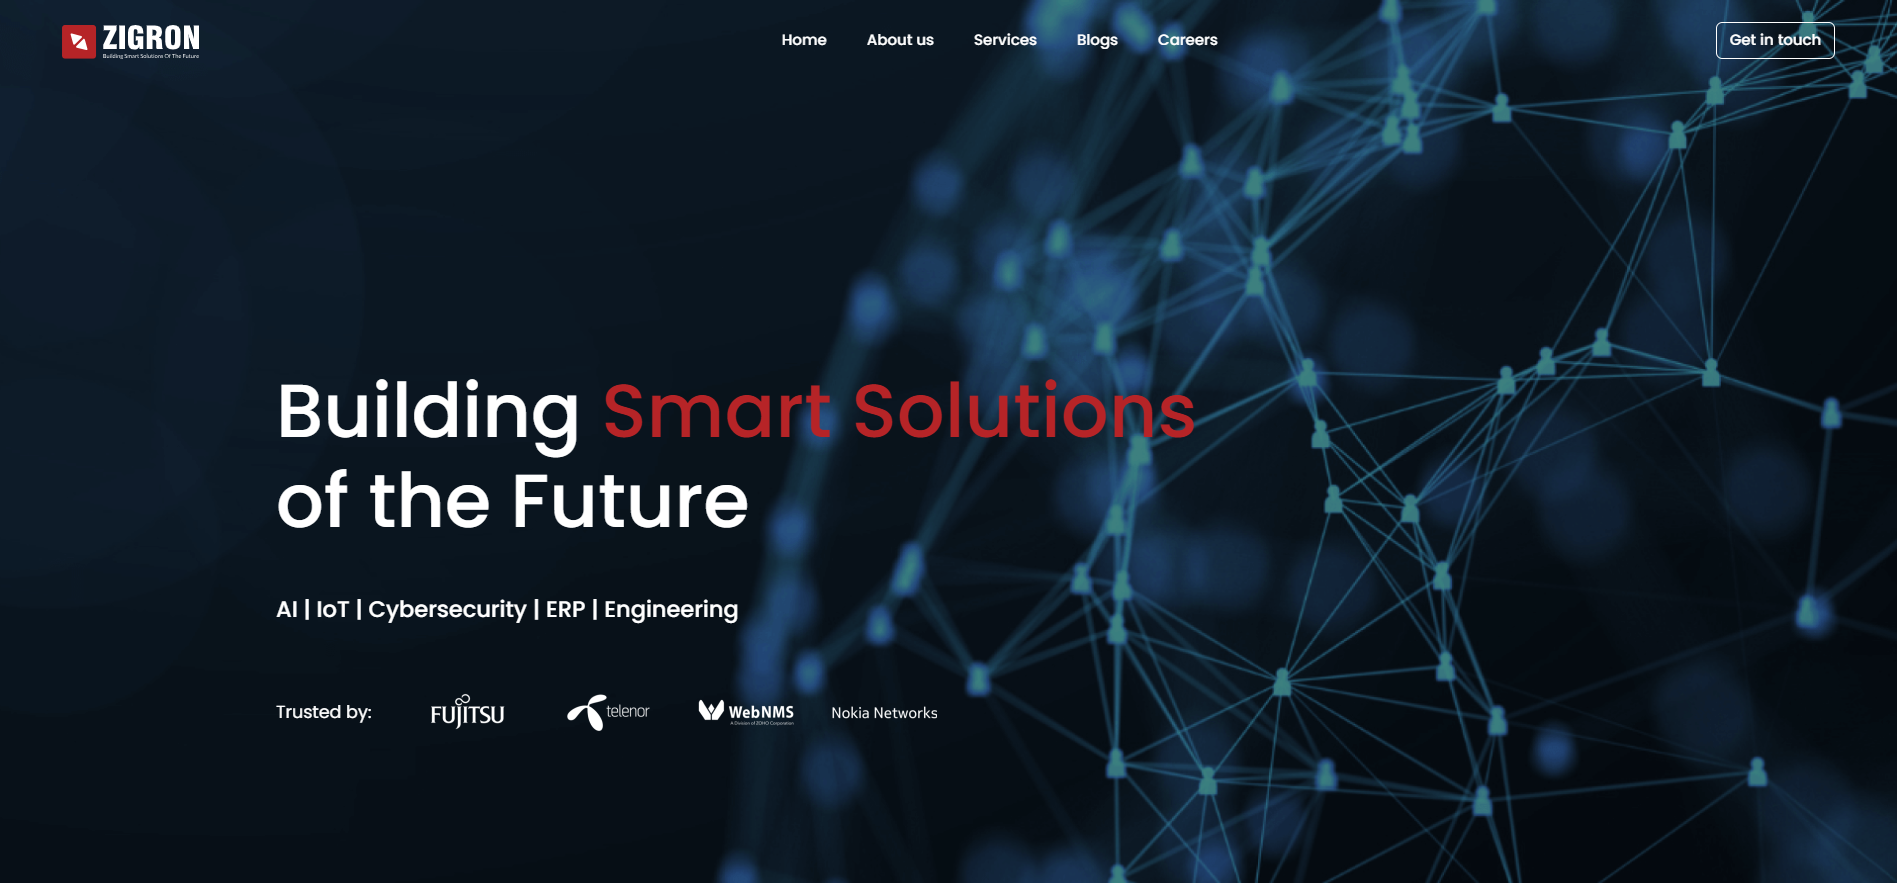 ZIGRON
Building Smart Solutions Of The Future
Home
About us
Services
Blogs
Careers
Get in touch
Building Smart Solutions
of the Future
AI | IoT | Cybersecurity | ERP | Engineering
Trusted by:
FUJITSU
telenor
WebNMS
A Division of ZOHO Corporation
Nokia Networks